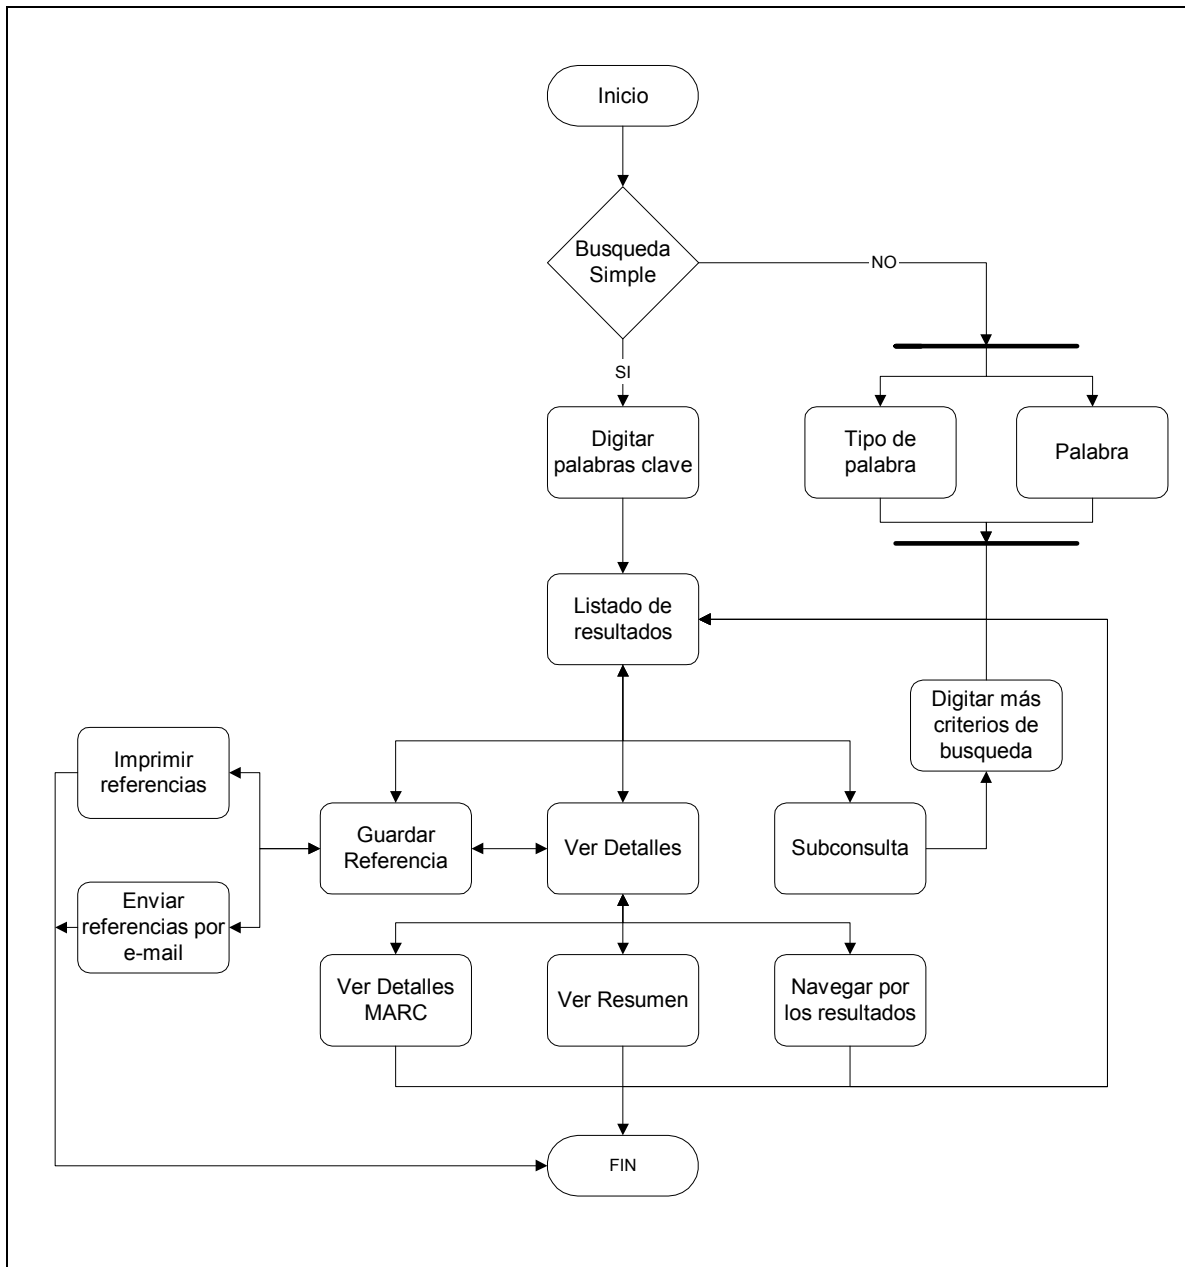 Inicio
Busqueda
Simple
NO
SI
Digitar
palabras clave
Tipo de
palabra
Palabra
Listado de
resultados
Digitar más
criterios de
busqueda
Imprimir
referencias
Guardar
Referencia
Ver Detalles
Subconsulta
Enviar
referencias por
e-mail
Ver Detalles
MARC
Ver Resumen
Navegar por
los resultados
FIN